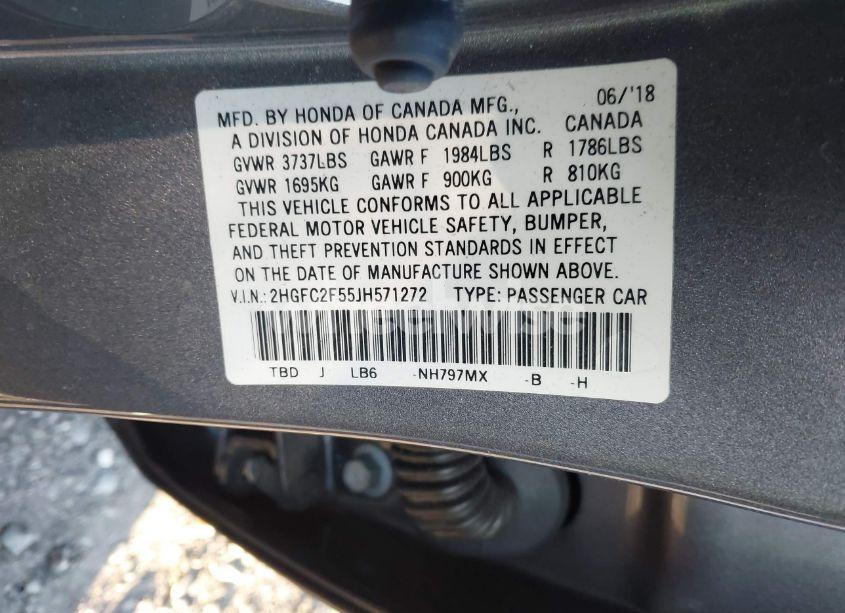 MFD. BY HONDA OF CANADA MFG., 06/'18
A DIVISION OF HONDA CANADA INC. CANADA
GVWR 3737LBS GAWR F 1984LBS R 1786LBS
GVWR 1695KG GAWR F 900KG R 810KG
THIS VEHICLE CONFORMS TO ALL APPLICABLE
FEDERAL MOTOR VEHICLE SAFETY, BUMPER,
AND THEFT PREVENTION STANDARDS IN EFFECT
ON THE DATE OF MANUFACTURE SHOWN ABOVE.
V.I.N.: 2HGFC2F55JH571272 TYPE: PASSENGER CAR
TBD J LB6 -NH797MX -B -H